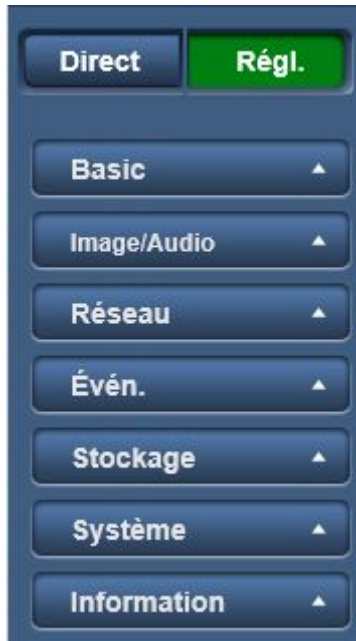 Direct Régl.
Basic
Image/Audio
Réseau
Évén.
Stockage
Système
Information